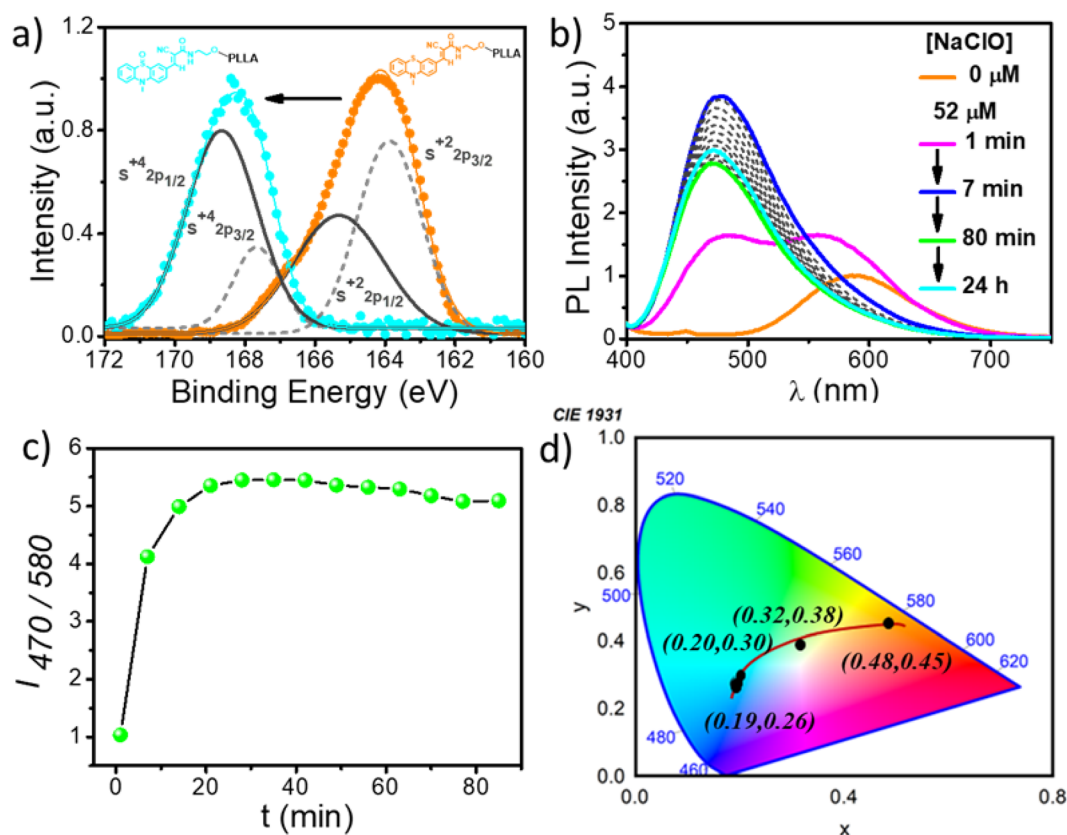 a)
1.2
0.8
0.4
0.0
Intensity (a.u.)
172 170 168 166 164 162 160
Binding Energy (eV)
NC
O
PLLA
N
H
S
NC
O
PLLA
N
H
S
N
S+4 2p1/2
S+4 2p3/2
S+2 2p1/2
S+2 2p3/2
b)
5
4
3
2
1
0
PL Intensity (a.u.)
400 500 600 700
λ (nm)
[NaClO]
0 μM
52 μM
1 min
7 min
80 min
24 h
c)
6
5
4
3
2
1
I 470 / 580
0 20 40 60 80
t (min)
CIE 1931
d)
1.0
0.8
0.6
0.4
0.2
0.0
y
0.0 0.4 0.8
x
520
540
560
500
580
600
620
480
460
(0.32,0.38)
(0.20,0.30)
(0.48,0.45)
(0.19,0.26)